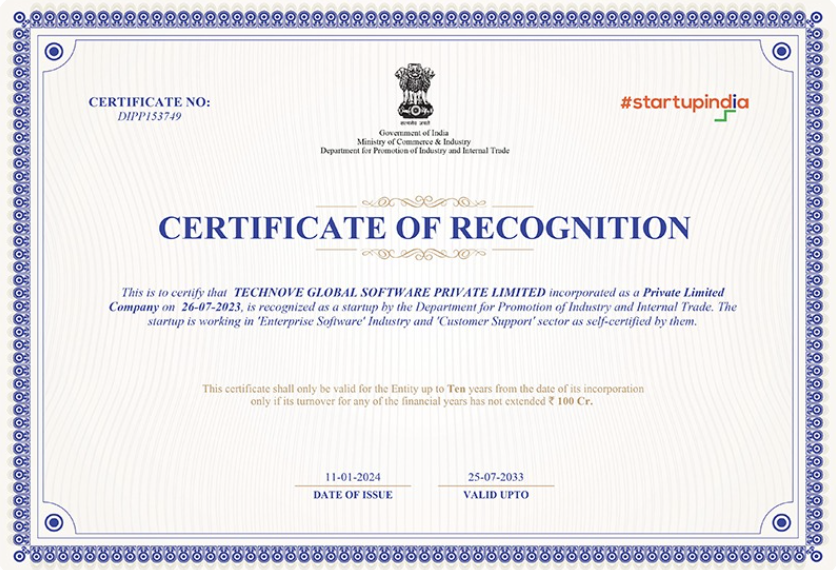 CERTIFICATE NO:
DIPP153749
सत्यमेव जयते
#startupindia
Government of India
Ministry of Commerce & Industry
Department for Promotion of Industry and Internal Trade
CERTIFICATE OF RECOGNITION
This is to certify that TECHNOVE GLOBAL SOFTWARE PRIVATE LIMITED incorporated as a Private Limited
Company on 26-07-2023, is recognized as a startup by the Department for Promotion of Industry and Internal Trade. The
startup is working in 'Enterprise Software' Industry and 'Customer Support' sector as self-certified by them.
This certificate shall only be valid for the Entity up to Ten years from the date of its incorporation
only if its turnover for any of the financial years has not extended ₹ 100 Cr.
11-01-2024
DATE OF ISSUE
25-07-2033
VALID UPTO